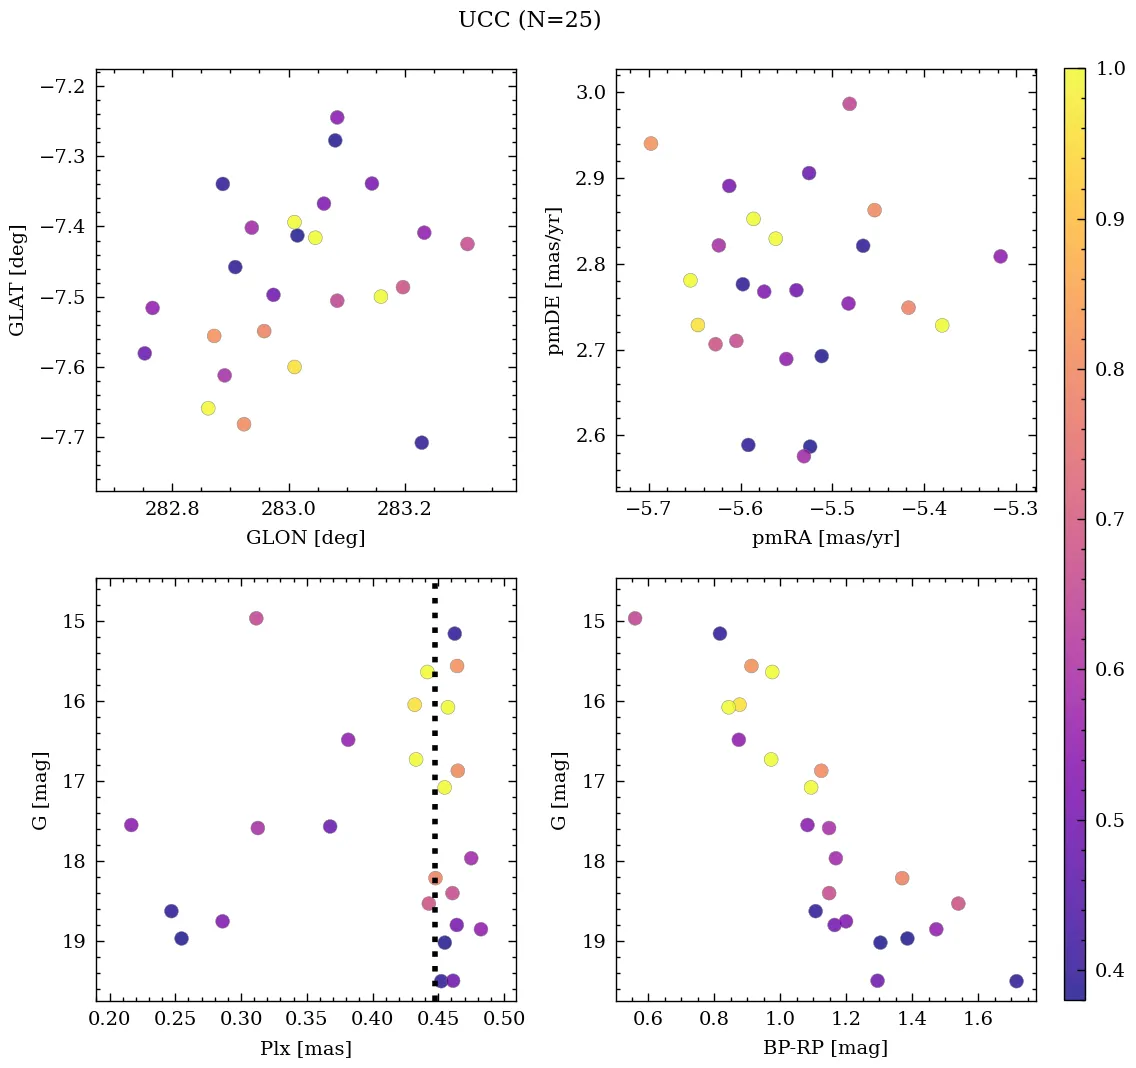 UCC (N=25)
−7.2
−7.3
−7.4
−7.5
−7.6
−7.7
GLAT [deg]
282.8 283.0 283.2
GLON [deg]
3.0
2.9
2.8
2.7
2.6
pmDE [mas/yr]
−5.7 −5.6 −5.5 −5.4 −5.3
pmRA [mas/yr]
15
16
17
18
19
G [mag]
0.20 0.25 0.30 0.35 0.40 0.45 0.50
Plx [mas]
15
16
17
18
19
G [mag]
0.6 0.8 1.0 1.2 1.4 1.6
BP-RP [mag]
1.0
0.9
0.8
0.7
0.6
0.5
0.4